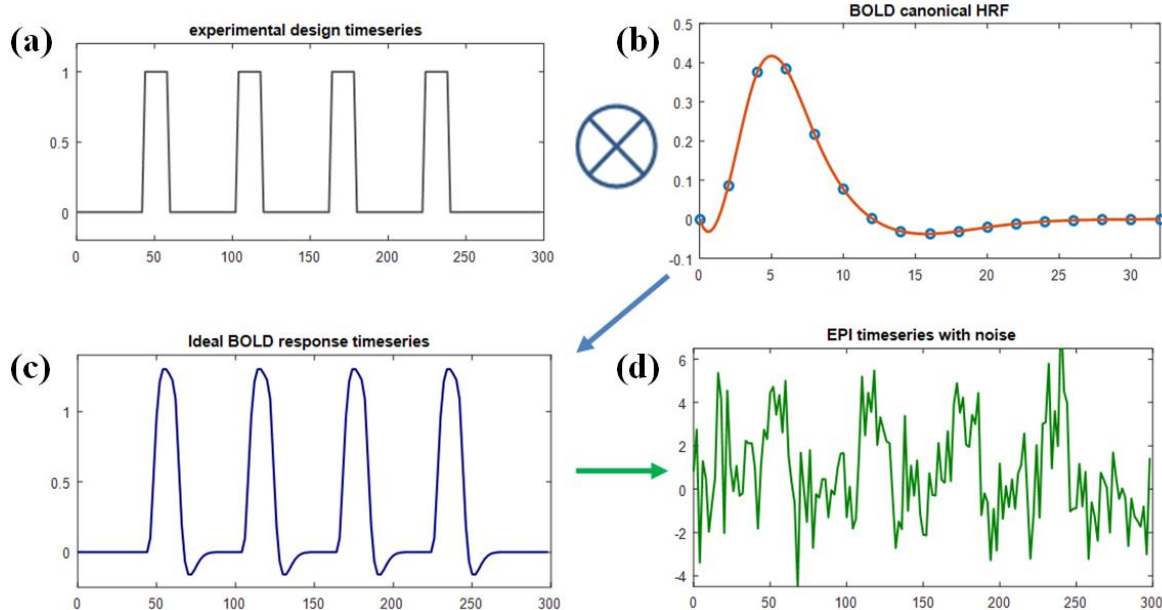 (a)
experimental design timeseries
1
0.5
0
0 50 100 150 200 250 300
(b)
BOLD canonical HRF
0.5
0.4
0.3
0.2
0.1
0
-0.1
0 5 10 15 20 25 30
(c)
Ideal BOLD response timeseries
1
0.5
0
0 50 100 150 200 250 300
(d)
EPI timeseries with noise
6
4
2
0
-2
-4
0 50 100 150 200 250 300